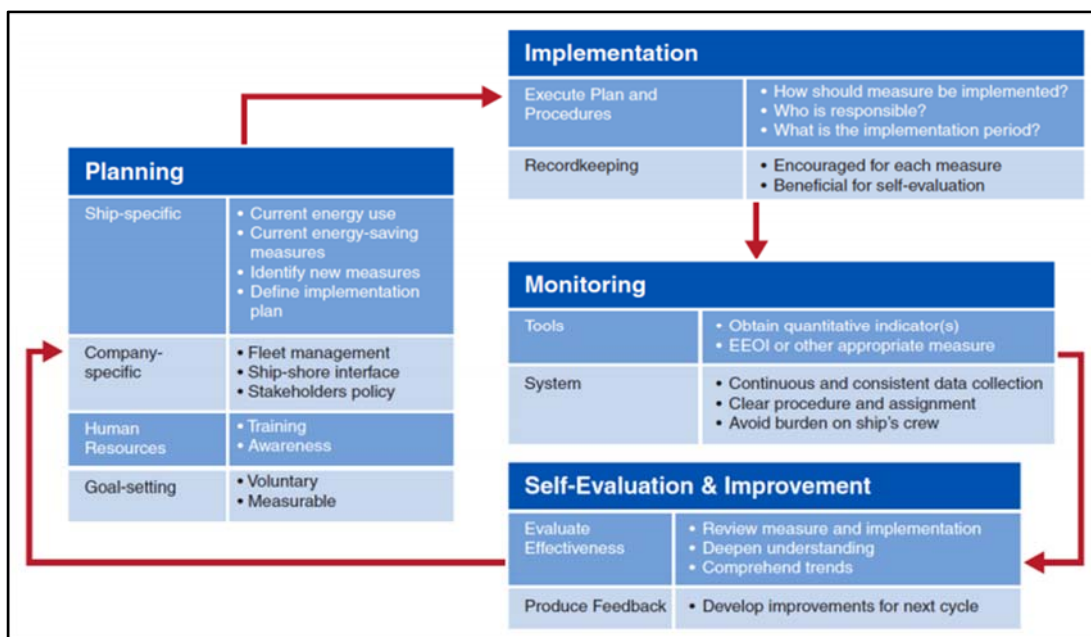 Planning
Ship-specific
• Current energy use
• Current energy-saving
measures
• Identify new measures
• Define implementation
plan
Company-
specific
• Fleet management
• Ship-shore interface
• Stakeholders policy
Human
Resources
• Training
• Awareness
Goal-setting
• Voluntary
• Measurable
Implementation
Execute Plan and
Procedures
• How should measure be implemented?
• Who is responsible?
• What is the implementation period?
Recordkeeping
• Encouraged for each measure
• Beneficial for self-evaluation
Monitoring
Tools
• Obtain quantitative indicator(s)
• EEOI or other appropriate measure
System
• Continuous and consistent data collection
• Clear procedure and assignment
• Avoid burden on ship's crew
Self-Evaluation & Improvement
Evaluate
Effectiveness
• Review measure and implementation
• Deepen understanding
• Comprehend trends
Produce Feedback
• Develop improvements for next cycle